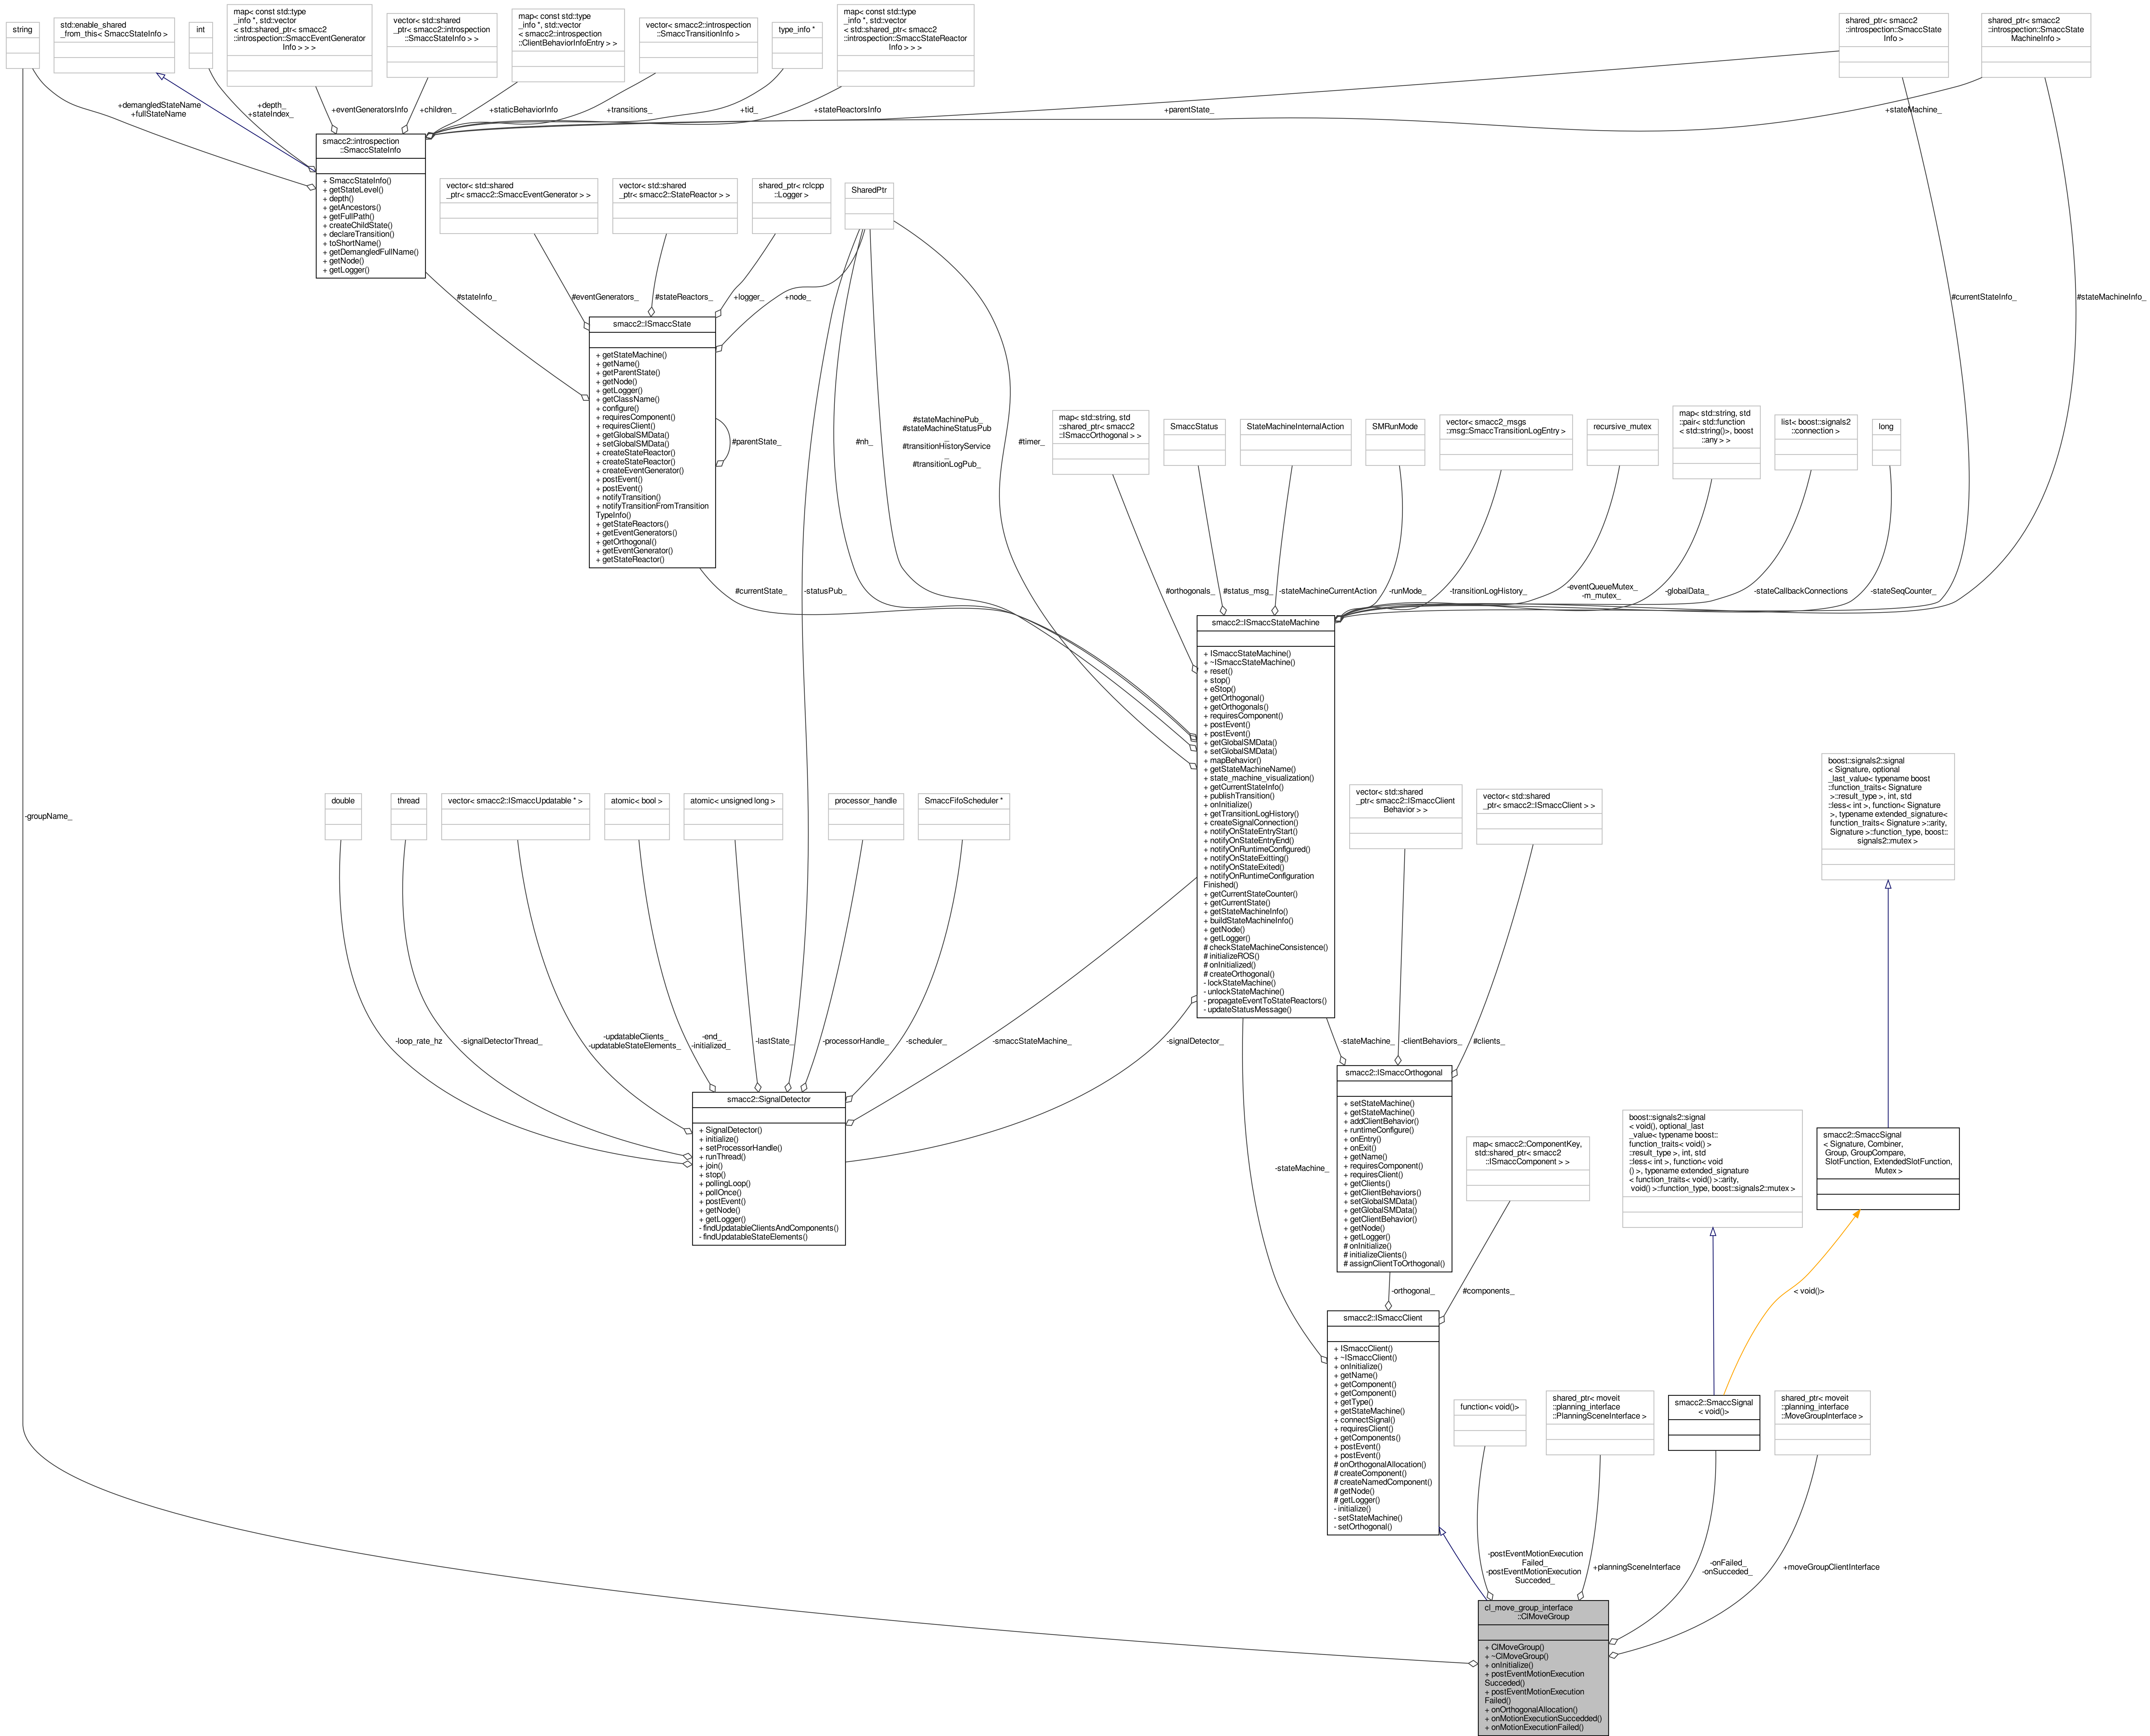 string
std::enable_shared
_from_this< SmaccStateInfo >
int
map< const std::type
_info *, std::vector
< std::shared_ptr< smacc2
::introspection::SmaccEventGenerator
Info > > >
vector< std::shared
_ptr< smacc2::introspection
::SmaccStateInfo > >
map< const std::type
_info *, std::vector
< smacc2::introspection
::ClientBehaviorInfoEntry > >
vector< smacc2::introspection
::SmaccTransitionInfo >
type_info *
map< const std::type
_info *, std::vector
< std::shared_ptr< smacc2
::introspection::SmaccStateReactor
Info > > >
shared_ptr< smacc2
::introspection::SmaccState
Info >
shared_ptr< smacc2
::introspection::SmaccState
MachineInfo >
+demangledStateName
+fullStateName
+depth_
+stateIndex_
+eventGeneratorsInfo
+children_
+staticBehaviorInfo
+transitions_
+tid_
+stateReactorsInfo
+parentState_
+stateMachine_
smacc2::introspection
::SmaccStateInfo
+ SmaccStateInfo()
+ getStateLevel()
+ depth()
+ getAncestors()
+ getFullPath()
+ createChildState()
+ declareTransition()
+ toShortName()
+ getDemangledFullName()
+ getNode()
+ getLogger()
vector< std::shared
_ptr< smacc2::SmaccEventGenerator > >
vector< std::shared
_ptr< smacc2::StateReactor > >
shared_ptr< rclcpp
::Logger >
SharedPtr
#stateInfo_
#eventGenerators_
#stateReactors_
+logger_
+node_
#currentStateInfo_
#stateMachineInfo_
smacc2::ISmaccState
+ getStateMachine()
+ getName()
+ getParentState()
+ getNode()
+ getLogger()
+ getClassName()
+ configure()
+ requiresComponent()
+ requiresClient()
+ getGlobalSMData()
+ setGlobalSMData()
+ createStateReactor()
+ createStateReactor()
+ createEventGenerator()
+ postEvent()
+ postEvent()
+ notifyTransition()
+ notifyTransitionFromTransition
TypeInfo()
+ getStateReactors()
+ getEventGenerators()
+ getOrthogonal()
+ getEventGenerator()
+ getStateReactor()
#parentState_
#nh_
#stateMachinePub_
#stateMachineStatusPub
_
#transitionHistoryService
_
#transitionLogPub_
#timer_
map< std::string, std
::shared_ptr< smacc2
::ISmaccOrthogonal > >
SmaccStatus
StateMachineInternalAction
SMRunMode
vector< smacc2_msgs
::msg::SmaccTransitionLogEntry >
recursive_mutex
map< std::string, std
::pair< std::function
< std::string()>, boost
::any > >
list< boost::signals2
::connection >
long
#currentState_
-statusPub_
#orthogonals_
#status_msg_
-stateMachineCurrentAction
-runMode_
-transitionLogHistory_
-eventQueueMutex_
-m_mutex_
-globalData_
-stateCallbackConnections
-stateSeqCounter_
smacc2::ISmaccStateMachine
+ ISmaccStateMachine()
+ ~ISmaccStateMachine()
+ reset()
+ stop()
+ eStop()
+ getOrthogonal()
+ getOrthogonals()
+ requiresComponent()
+ postEvent()
+ postEvent()
+ getGlobalSMData()
+ setGlobalSMData()
+ mapBehavior()
+ getStateMachineName()
+ state_machine_visualization()
+ getCurrentStateInfo()
+ publishTransition()
+ onInitialize()
+ getTransitionLogHistory()
+ createSignalConnection()
+ notifyOnStateEntryStart()
+ notifyOnStateEntryEnd()
+ notifyOnRuntimeConfigured()
+ notifyOnStateExitting()
+ notifyOnStateExited()
+ notifyOnRuntimeConfiguration
Finished()
+ getCurrentStateCounter()
+ getCurrentState()
+ getStateMachineInfo()
+ buildStateMachineInfo()
+ getNode()
+ getLogger()
# checkStateMachineConsistence()
# initializeROS()
# onInitialized()
# createOrthogonal()
- lockStateMachine()
- unlockStateMachine()
- propagateEventToStateReactors()
- updateStatusMessage()
-groupName_
double
thread
vector< smacc2::ISmaccUpdatable * >
atomic< bool >
atomic< unsigned long >
processor_handle
SmaccFifoScheduler *
vector< std::shared
_ptr< smacc2::ISmaccClient
Behavior > >
vector< std::shared
_ptr< smacc2::ISmaccClient > >
boost::signals2::signal
< Signature, optional
_last_value< typename boost
::function_traits< Signature
>::result_type >, int, std
::less< int >, function< Signature
>, typename extended_signature<
function_traits< Signature >::arity,
Signature >::function_type, boost::
signals2::mutex >
-loop_rate_hz
-signalDetectorThread_
-updatableClients_
-updatableStateElements_
-end_
-initialized_
-lastState_
-processorHandle_
-scheduler_
-smaccStateMachine_
-signalDetector_
-stateMachine_
-clientBehaviors_
#clients_
smacc2::SignalDetector
+ SignalDetector()
+ initialize()
+ setProcessorHandle()
+ runThread()
+ join()
+ stop()
+ pollingLoop()
+ pollOnce()
+ postEvent()
+ getNode()
+ getLogger()
- findUpdatableClientsAndComponents()
- findUpdatableStateElements()
smacc2::ISmaccOrthogonal
+ setStateMachine()
+ getStateMachine()
+ addClientBehavior()
+ runtimeConfigure()
+ onEntry()
+ onExit()
+ getName()
+ requiresComponent()
+ requiresClient()
+ getClients()
+ getClientBehaviors()
+ setGlobalSMData()
+ getGlobalSMData()
+ getClientBehavior()
+ getNode()
+ getLogger()
# onInitialize()
# initializeClients()
# assignClientToOrthogonal()
map< smacc2::ComponentKey,
std::shared_ptr< smacc2
::ISmaccComponent > >
boost::signals2::signal
< void(), optional_last
_value< typename boost::
function_traits< void()>
::result_type >, int, std
::less< int >, function< void
() >, typename extended_signature
< function_traits< void() >::arity,
void() >::function_type, boost::signals2::mutex >
smacc2::SmaccSignal
< Signature, Combiner,
Group, GroupCompare,
SlotFunction, ExtendedSlotFunction,
Mutex >
-stateMachine_
-orthogonal_
#components_
< void()>
smacc2::ISmaccClient
+ ISmaccClient()
+ ~ISmaccClient()
+ onInitialize()
+ getName()
+ getComponent()
+ getComponent()
+ getType()
+ getStateMachine()
+ connectSignal()
+ requiresClient()
+ getComponents()
+ postEvent()
+ postEvent()
# onOrthogonalAllocation()
# createComponent()
# createNamedComponent()
# getNode()
# getLogger()
- initialize()
- setStateMachine()
- setOrthogonal()
function< void()>
shared_ptr< moveit
::planning_interface
::PlanningSceneInterface >
smacc2::SmaccSignal
< void()>
shared_ptr< moveit
::planning_interface
::MoveGroupInterface >
-postEventMotionExecution
Failed_
-postEventMotionExecution
Succeded_
+planningSceneInterface
-onFailed_
-onSucceded_
+moveGroupClientInterface
cl_move_group_interface
::ClMoveGroup
+ ClMoveGroup()
+ ~ClMoveGroup()
+ onInitialize()
+ postEventMotionExecution
Succeded()
+ postEventMotionExecution
Failed()
+ onOrthogonalAllocation()
+ onMotionExecutionSuccedded()
+ onMotionExecutionFailed()